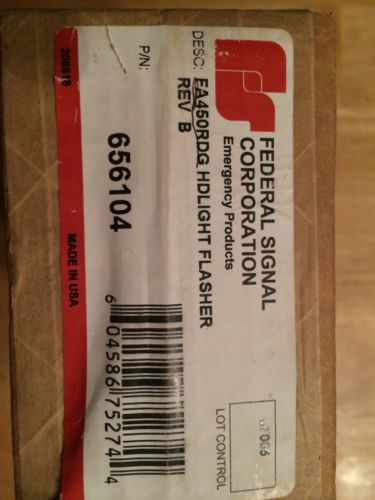 FEDERAL SIGNAL
CORPORATION
Emergency Products
DESC: FA450RDG HDLIGHT FLASHER
REV B
P/N:
656104
206818
MADE IN USA
6 04586 75274 4
LOT CONTROL